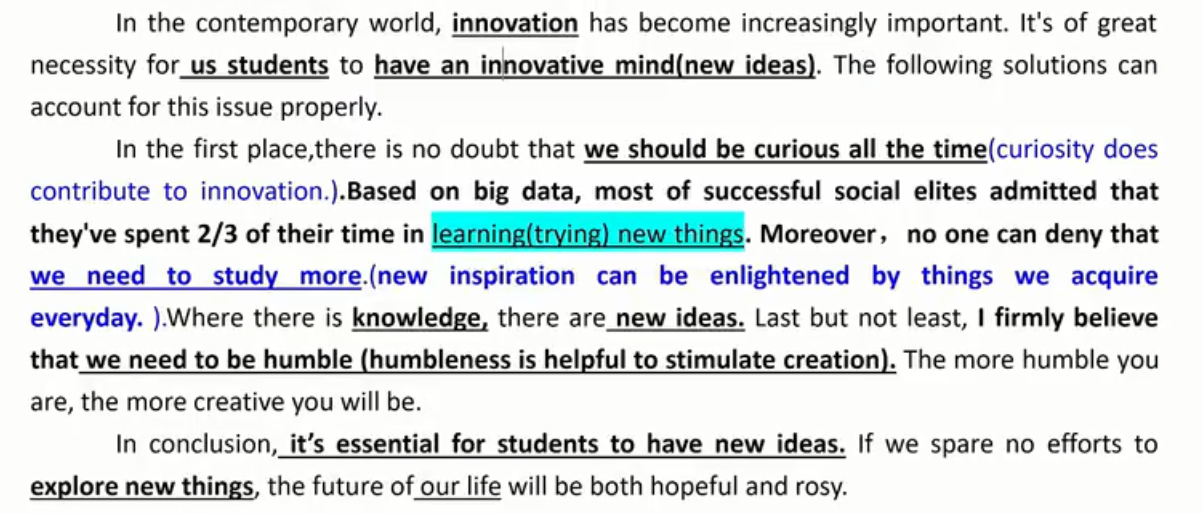 In the contemporary world, innovation has become increasingly important. It's of great
necessity for us students to have an innovative mind(new ideas). The following solutions can
account for this issue properly.
In the first place,there is no doubt that we should be curious all the time(curiosity does
contribute to innovation.).Based on big data, most of successful social elites admitted that
they've spent 2/3 of their time in learning(trying) new things. Moreover，no one can deny that
we need to study more.(new inspiration can be enlightened by things we acquire
everyday. ).Where there is knowledge, there are new ideas. Last but not least, I firmly believe
that we need to be humble (humbleness is helpful to stimulate creation). The more humble you
are, the more creative you will be.
In conclusion, it’s essential for students to have new ideas. If we spare no efforts to
explore new things, the future of our life will be both hopeful and rosy.